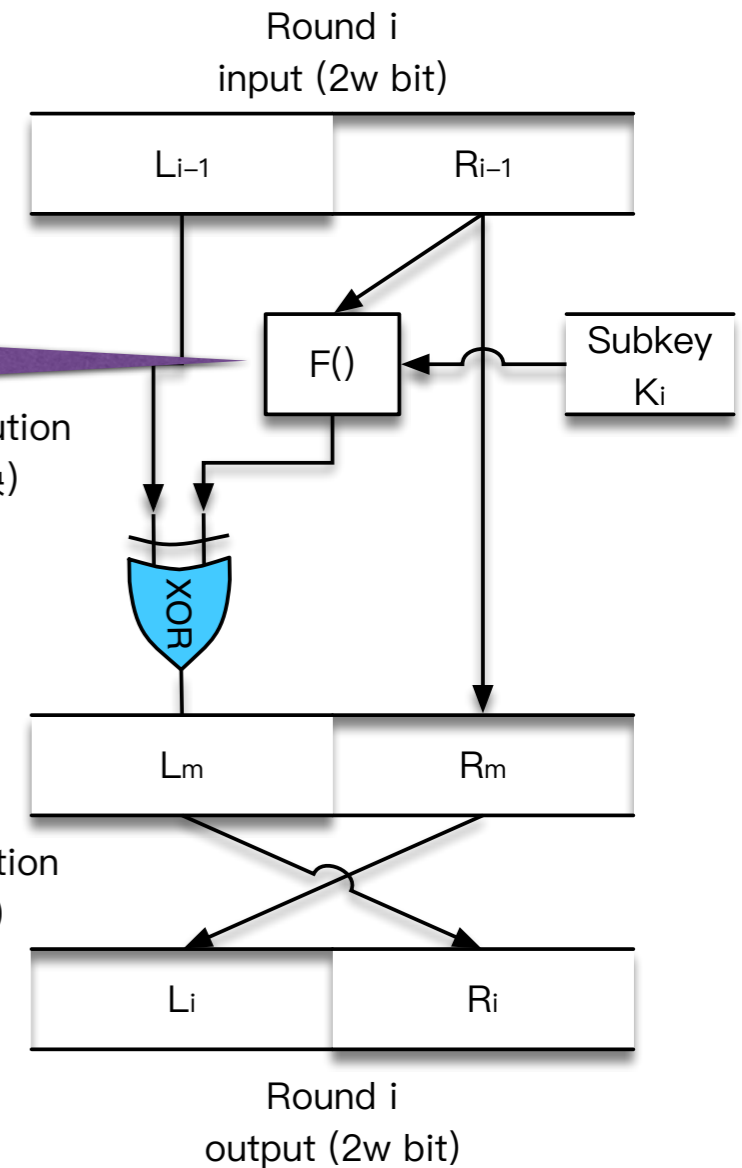 Round i
input (2w bit)
Li-1
Ri-1
F()
Subkey
Ki
XOR
Lm
Rm
Li
Ri
Round i
output (2w bit)